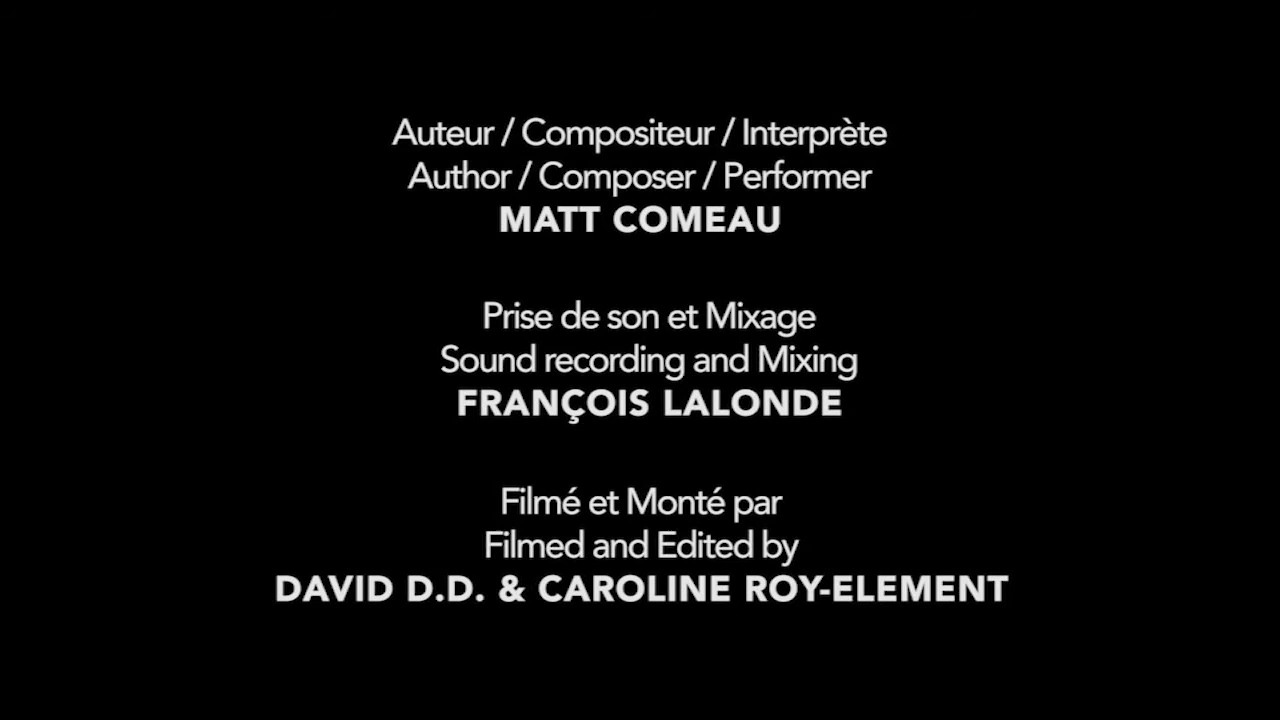 Auteur / Compositeur / Interprète
Author / Composer / Performer
MATT COMEAU
Prise de son et Mixage
Sound recording and Mixing
FRANÇOIS LALONDE
Filmé et Monté par
Filmed and Edited by
DAVID D.D. & CAROLINE ROY-ELEMENT